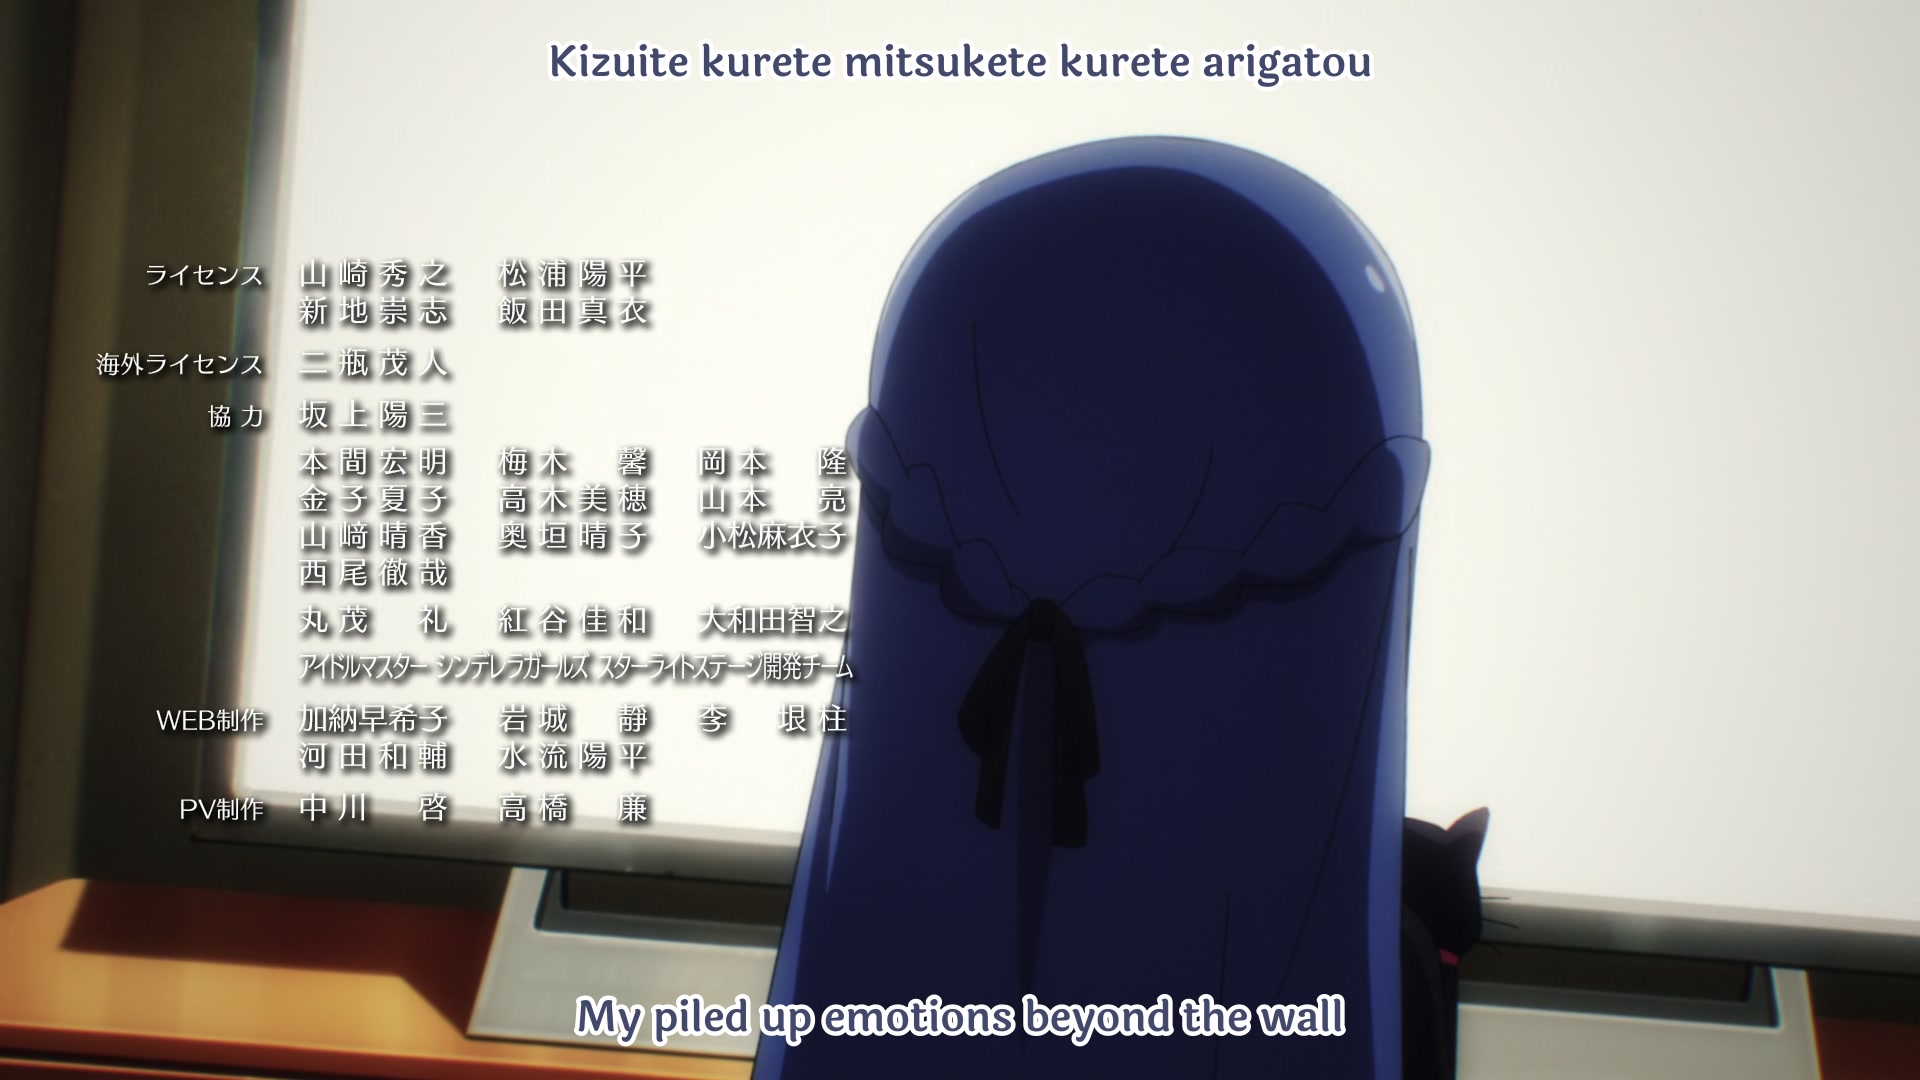 Kizuite kurete mitsukete kurete arigatou
ライセンス 山崎秀之 松浦陽平
新地崇志 飯田真衣
海外ライセンス 二瓶茂人
協力 坂上陽三
本間宏明 梅木馨 岡本隆
金子夏子 高木美穂 山本亮
山﨑晴香 奥垣晴子 小松麻衣子
西尾徹哉
丸茂礼 紅谷佳和 大和田智之
アイドルマスター シンデレラガールズ スターライトステージ開発チーム
WEB制作 加納早希子 岩城靜 李垠柱
河田和輔 水流陽平
PV制作 中川啓 高橋廉
My piled up emotions beyond the wall